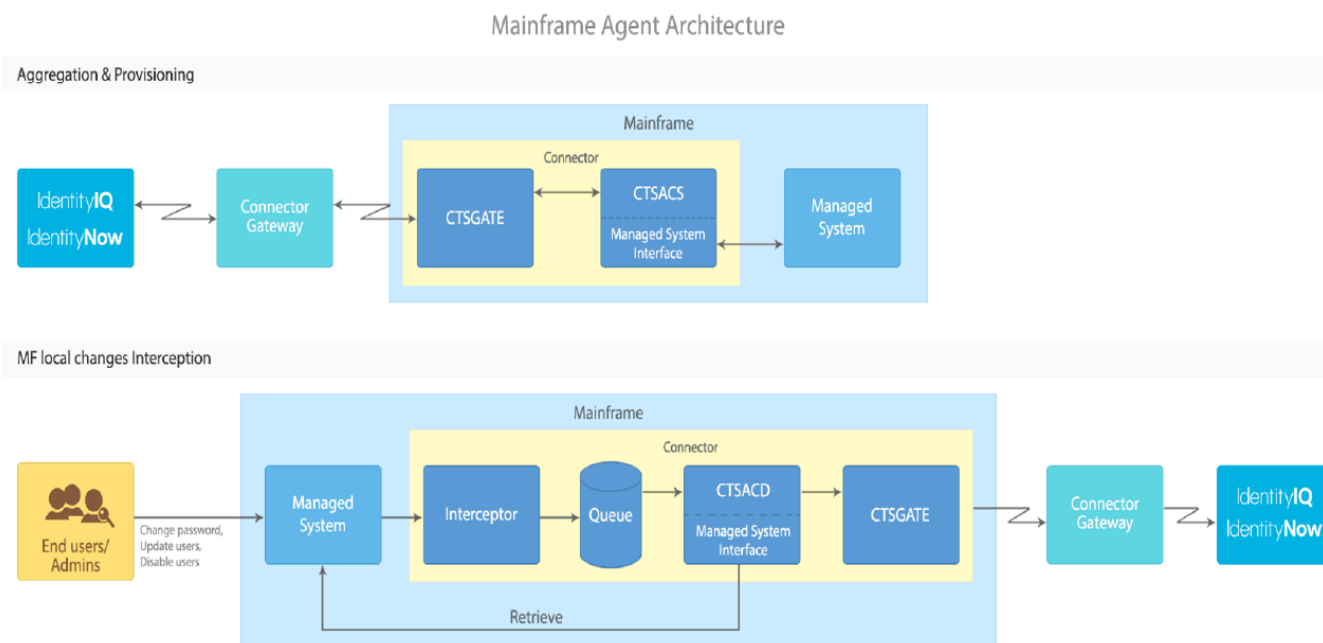 Mainframe Agent Architecture
Aggregation & Provisioning
Mainframe
Connector
IdentityIQ
IdentityNow
Connector
Gateway
CTSGATE
CTSACS
Managed System
Interface
Managed
System
MF local changes Interception
Mainframe
Connector
End users/
Admins
Change password,
Update users,
Disable users
Managed
System
Interceptor
Queue
CTSACD
Managed System
Interface
CTSGATE
Connector
Gateway
IdentityIQ
IdentityNow
Retrieve